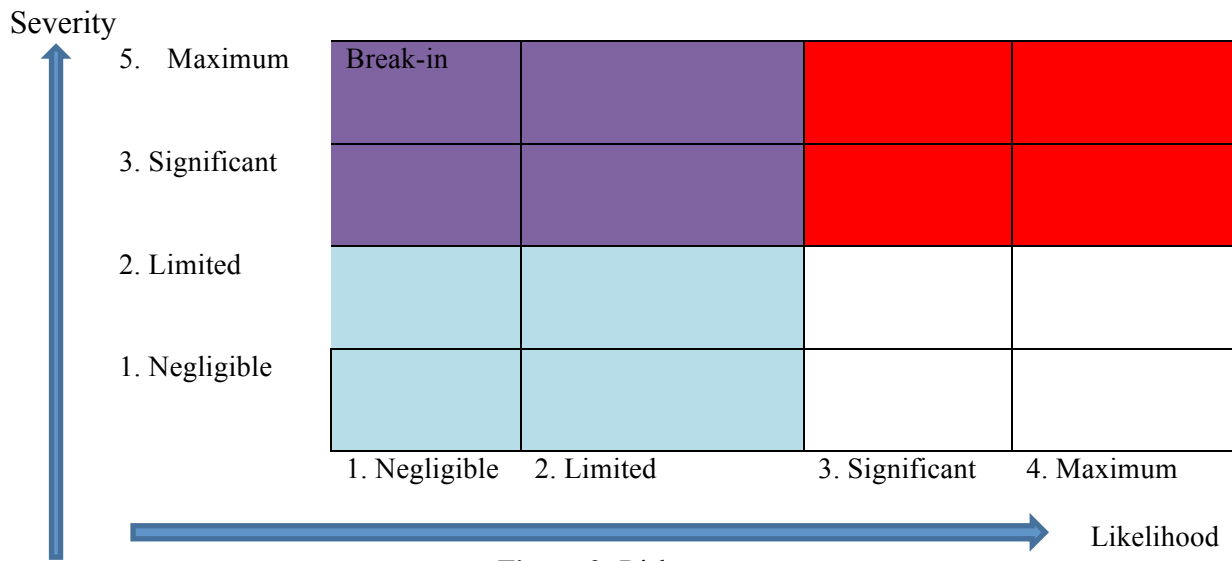 Severity
5. Maximum
Break-in
3. Significant
2. Limited
1. Negligible
1. Negligible 2. Limited 3. Significant 4. Maximum
Likelihood